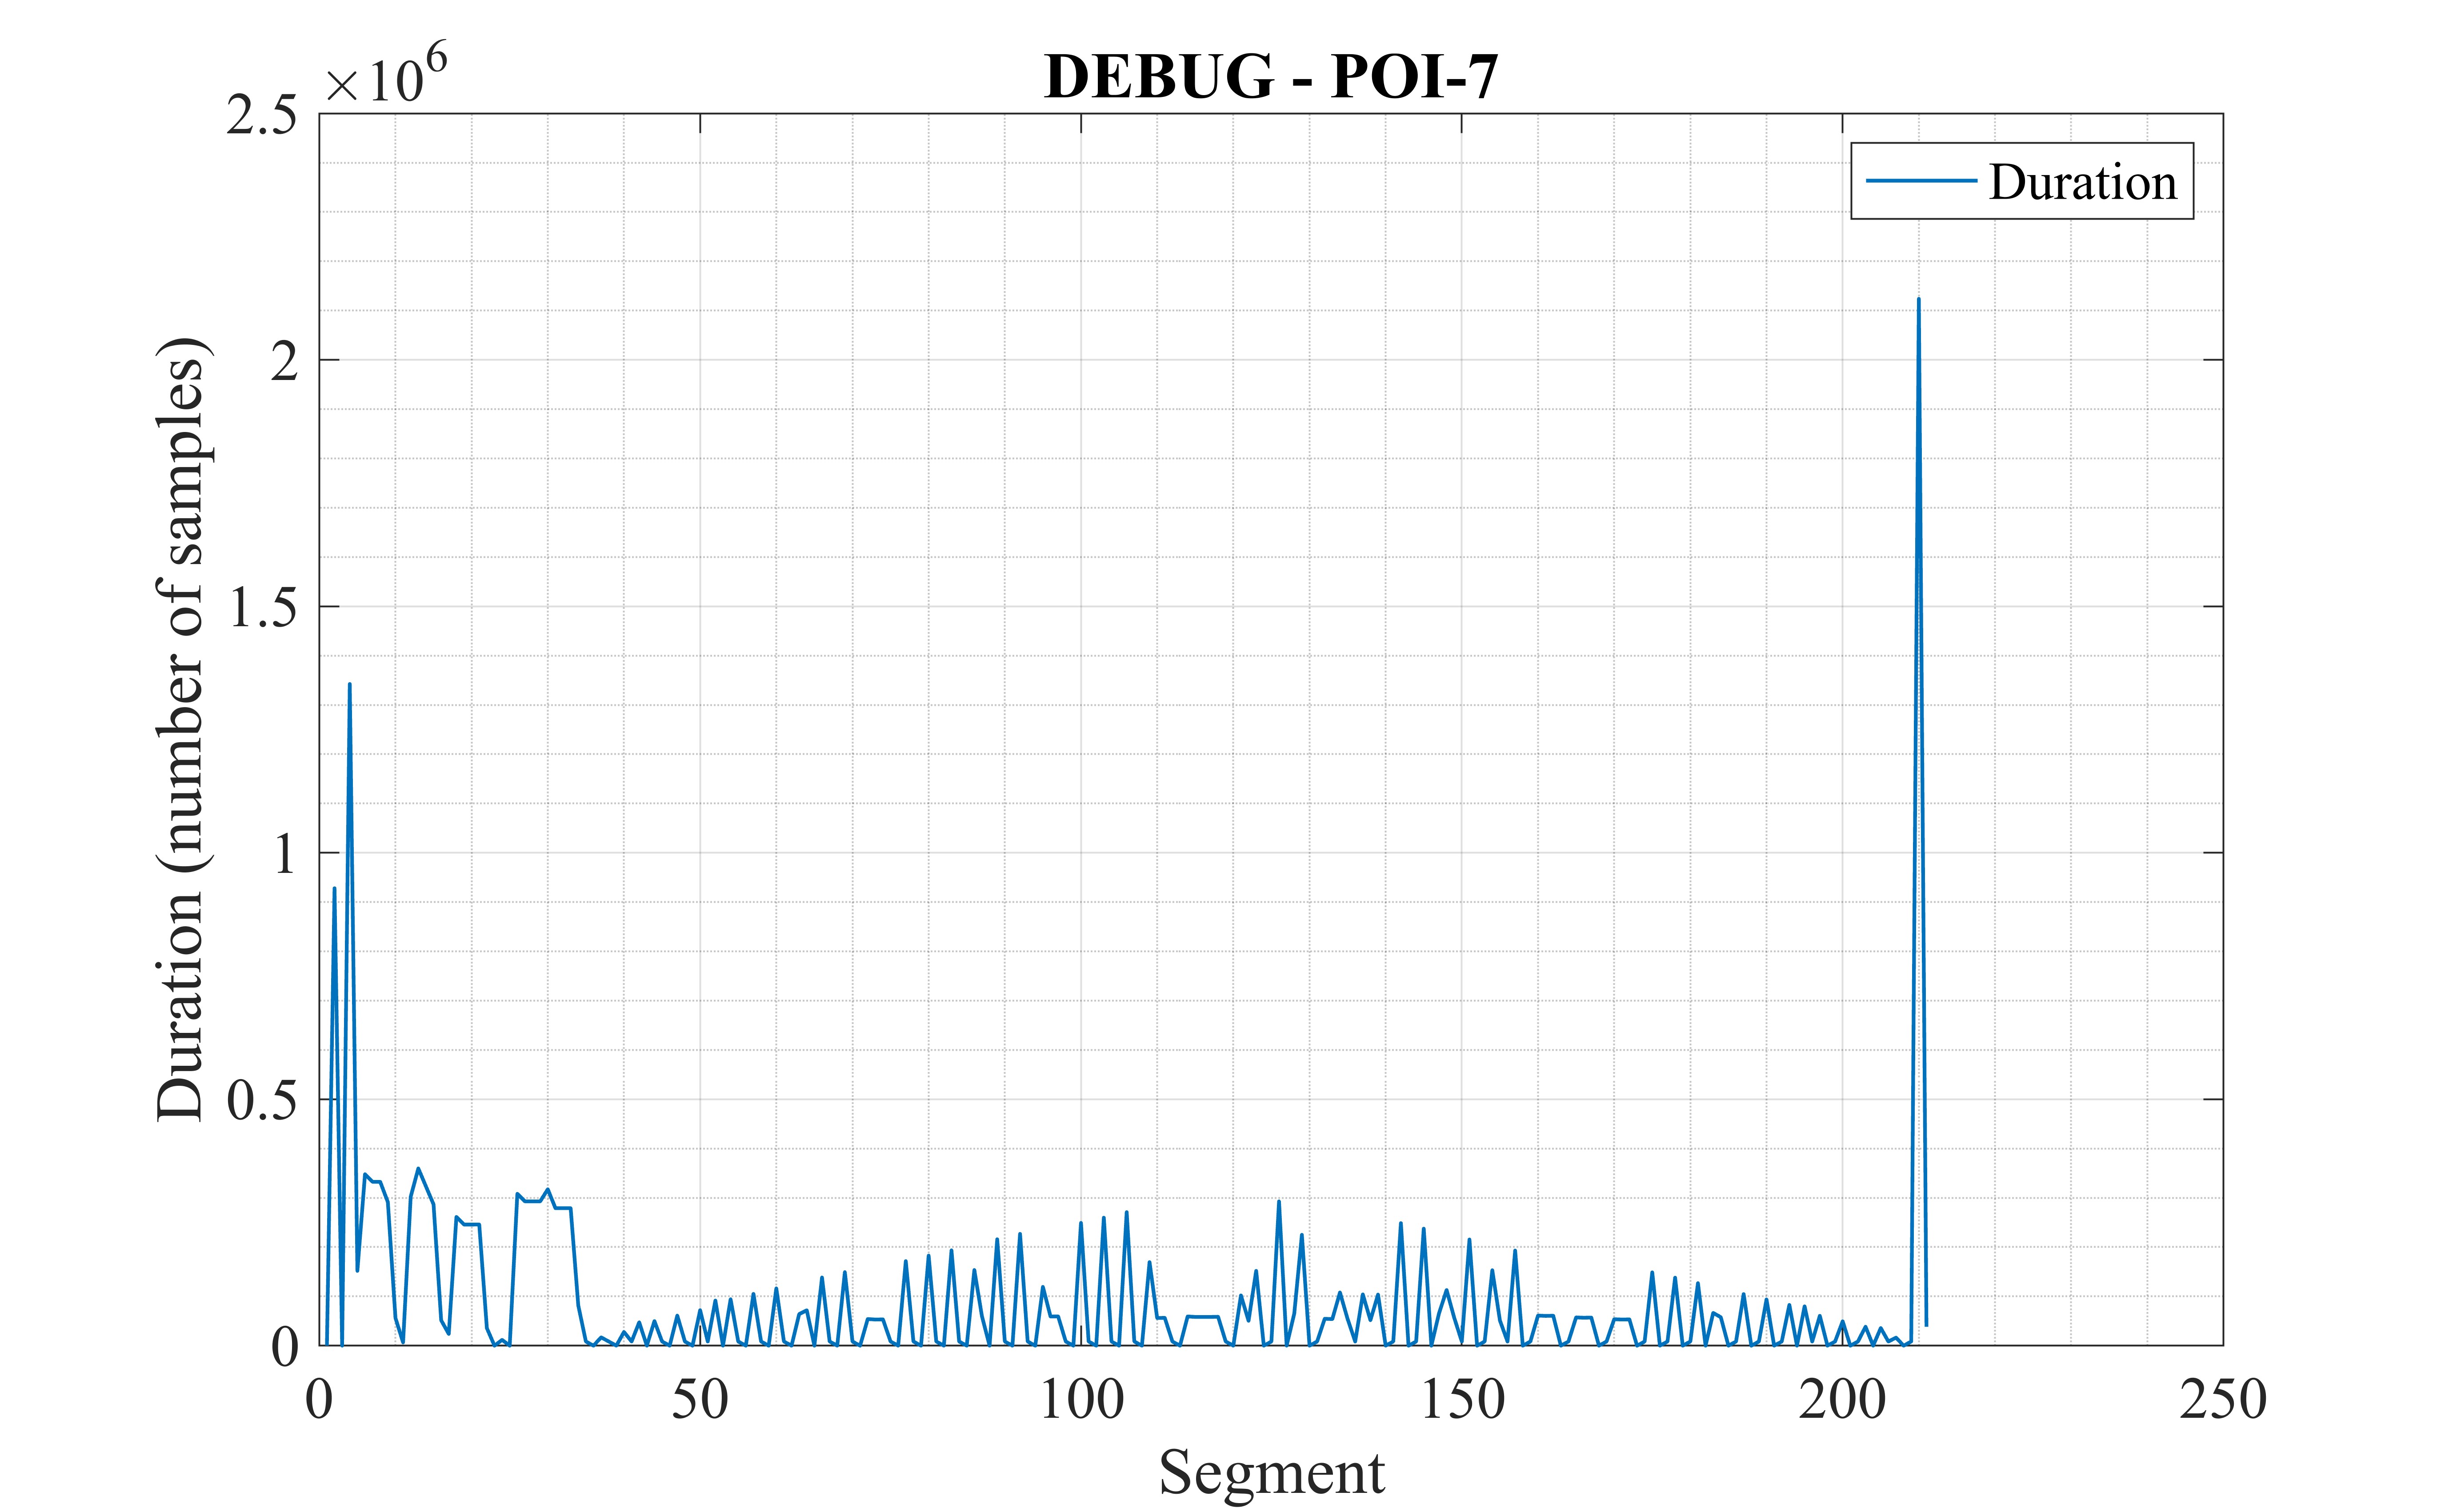 DEBUG - POI-7
×10^6
2.5
2
1.5
1
0.5
0
Duration (number of samples)
Duration
0 50 100 150 200 250
Segment